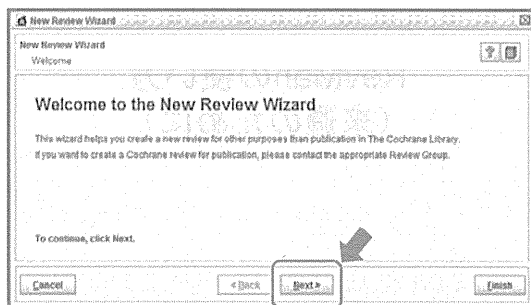 New Review Wizard
New Review Wizard
Welcome
Welcome to the New Review Wizard
This wizard helps you create a new review for other purposes than publication in The Cochrane Library.
If you want to create a Cochrane review for publication, please contact the appropriate Review Group.
To continue, click Next.
Cancel
< Back
Next >
Finish